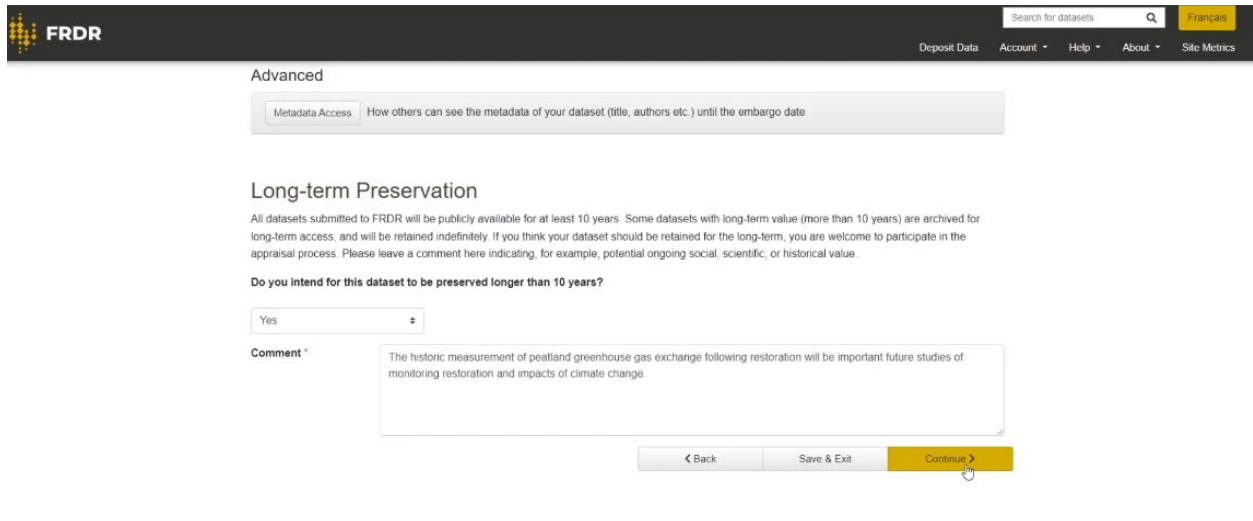 FRDR
Search for datasets
Français
Deposit Data Account Help About Site Metrics
Advanced
Metadata Access How others can see the metadata of your dataset (title, authors etc.) until the embargo date
Long-term Preservation
All datasets submitted to FRDR will be publicly available for at least 10 years. Some datasets with long-term value (more than 10 years) are archived for
long-term access, and will be retained indefinitely. If you think your dataset should be retained for the long-term, you are welcome to participate in the
appraisal process. Please leave a comment here indicating, for example, potential ongoing social, scientific, or historical value.
Do you intend for this dataset to be preserved longer than 10 years?
Yes
Comment *
The historic measurement of peatland greenhouse gas exchange following restoration will be important future studies of
monitoring restoration and impacts of climate change.
Back Save & Exit Continue